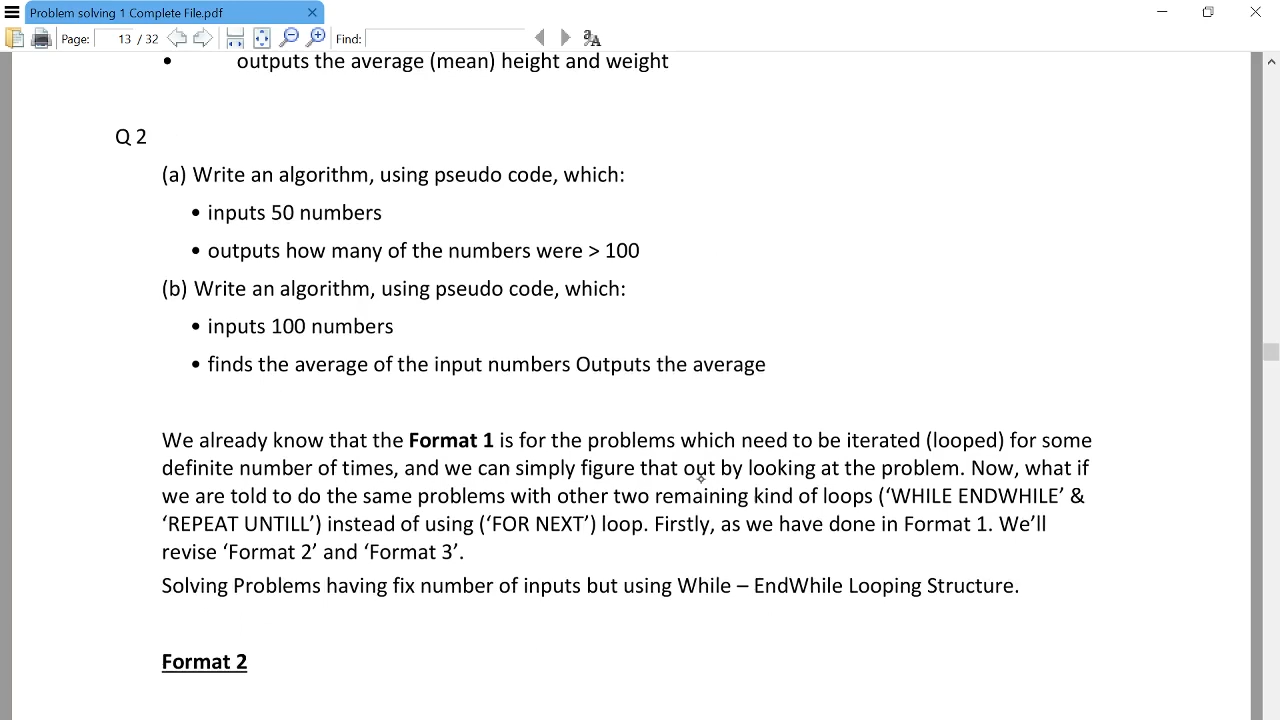 Problem solving 1 Complete File.pdf
Page: 13 / 32 Find:
• outputs the average (mean) height and weight
Q 2
(a) Write an algorithm, using pseudo code, which:
• inputs 50 numbers
• outputs how many of the numbers were > 100
(b) Write an algorithm, using pseudo code, which:
• inputs 100 numbers
• finds the average of the input numbers Outputs the average
We already know that the Format 1 is for the problems which need to be iterated (looped) for some
definite number of times, and we can simply figure that out by looking at the problem. Now, what if
we are told to do the same problems with other two remaining kind of loops (‘WHILE ENDWHILE’ &
‘REPEAT UNTILL’) instead of using (‘FOR NEXT’) loop. Firstly, as we have done in Format 1. We’ll
revise ‘Format 2’ and ‘Format 3’.
Solving Problems having fix number of inputs but using While – EndWhile Looping Structure.
Format 2